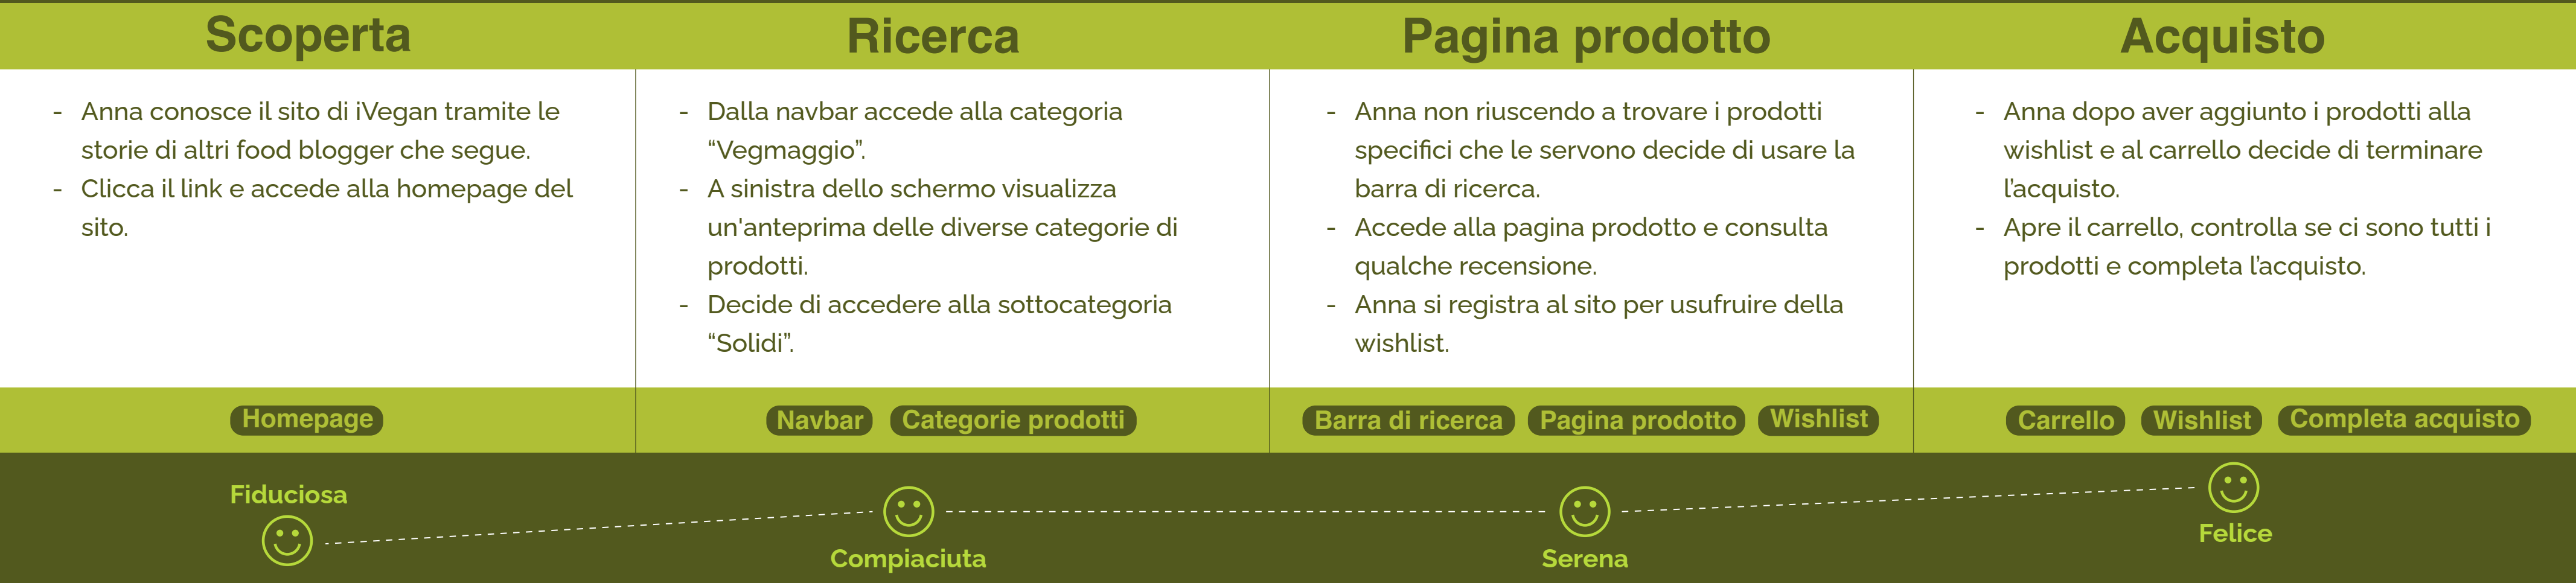 Scoperta
Ricerca
Pagina prodotto
Acquisto
- Anna conosce il sito di iVegan tramite le
storie di altri food blogger che segue.
- Clicca il link e accede alla homepage del
sito.
- Dalla navbar accede alla categoria
“Vegmaggio”.
- A sinistra dello schermo visualizza
un'anteprima delle diverse categorie di
prodotti.
- Decide di accedere alla sottocategoria
“Solidi”.
- Anna non riuscendo a trovare i prodotti
specifici che le servono decide di usare la
barra di ricerca.
- Accede alla pagina prodotto e consulta
qualche recensione.
- Anna si registra al sito per usufruire della
wishlist.
- Anna dopo aver aggiunto i prodotti alla
wishlist e al carrello decide di terminare
l’acquisto.
- Apre il carrello, controlla se ci sono tutti i
prodotti e completa l’acquisto.
Homepage
Navbar
Categorie prodotti
Barra di ricerca
Pagina prodotto
Wishlist
Carrello
Wishlist
Completa acquisto
Fiduciosa
Compiaciuta
Serena
Felice